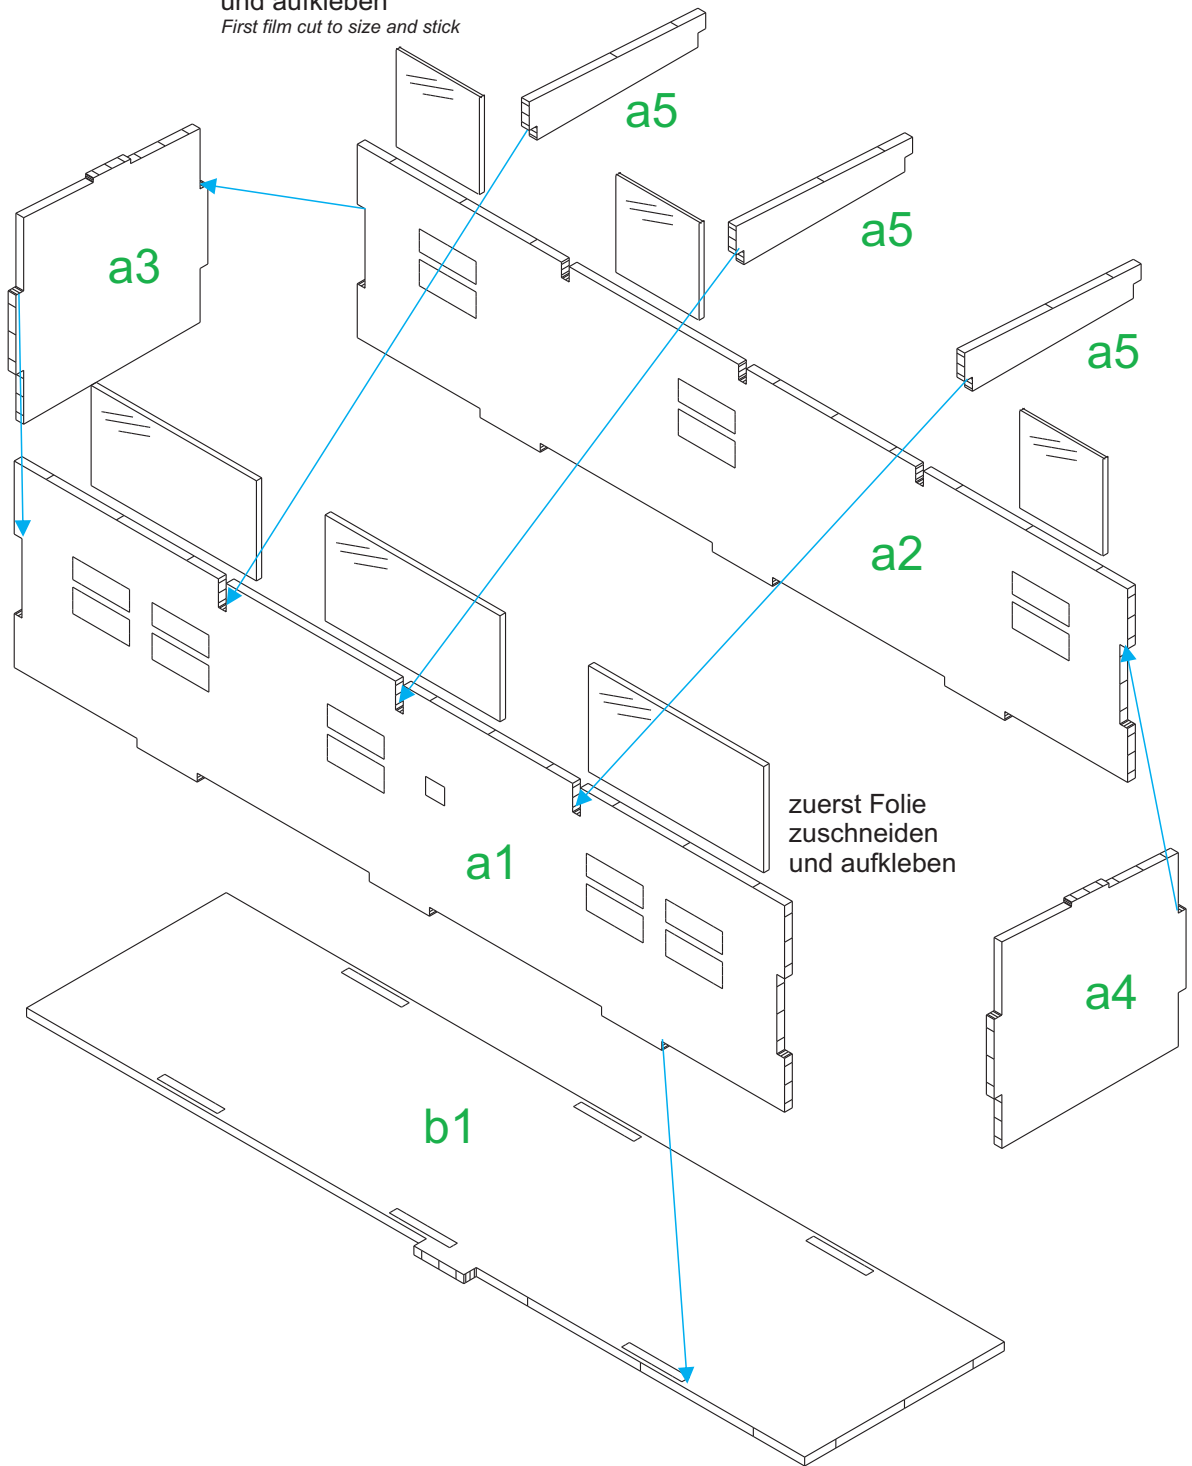 und aufkleben
First film cut to size and stick
a5
a5
a3
a5
a2
zuerst Folie
zuschneiden
und aufkleben
a1
a4
b1